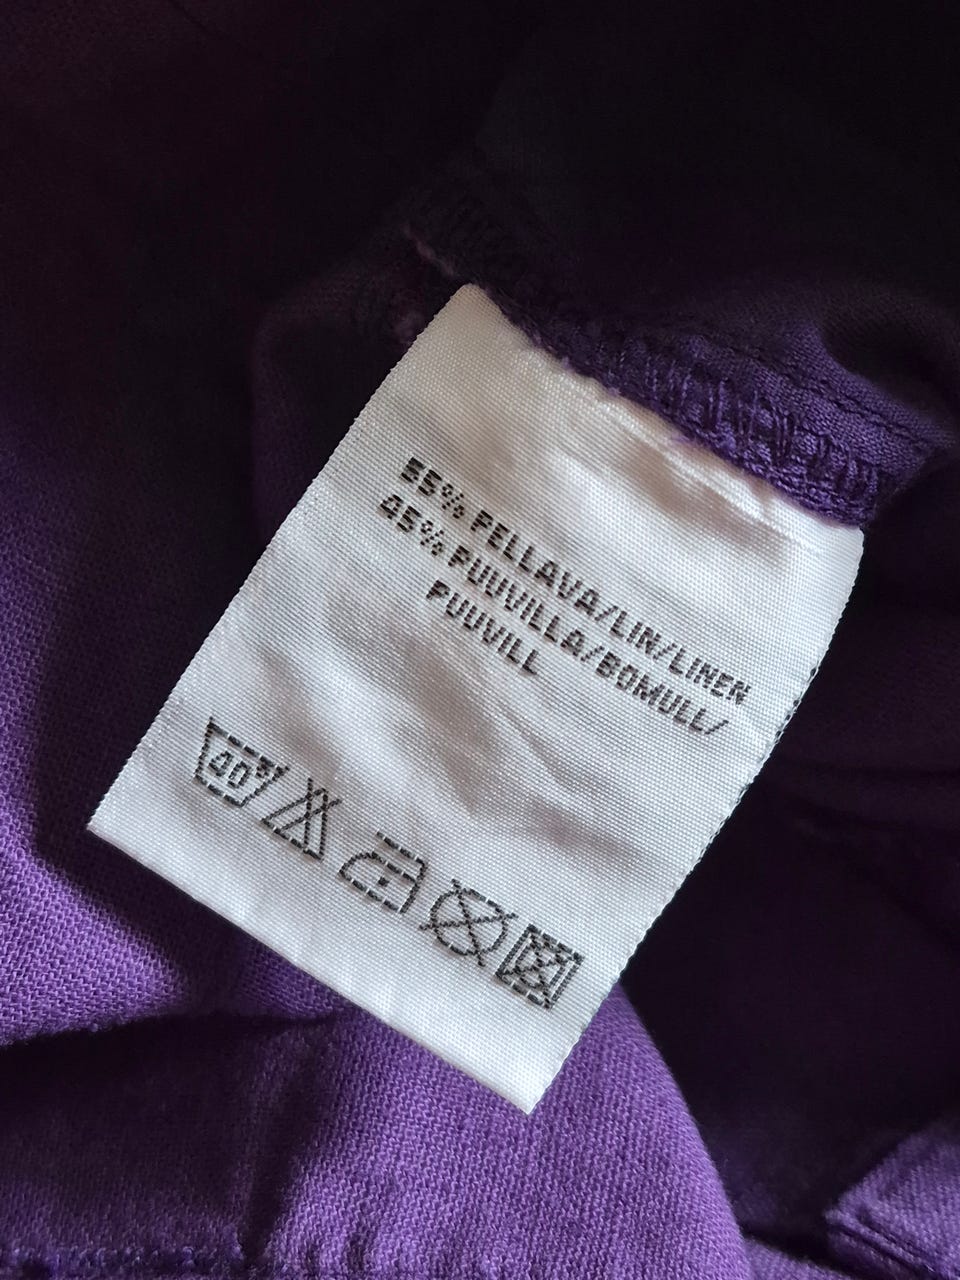 55% PELLAVA/LIN/LINEN
45% PUUVILLA/BOMULL/
PUUVILL
40°